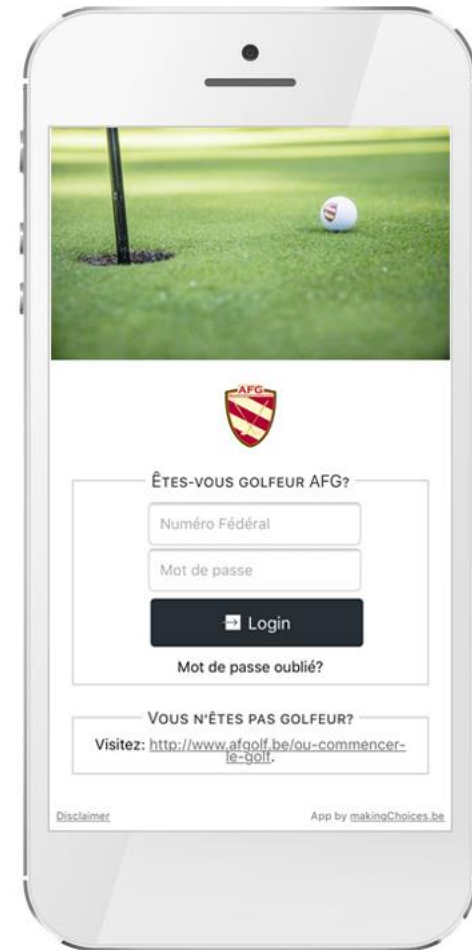 AFG
ÊTES-VOUS GOLFEUR AFG?
Numéro Fédéral
Mot de passe
Login
Mot de passe oublié?
VOUS N'ÊTES PAS GOLFEUR?
Visitez: http://www.afgolf.be/ou-commencer-
le-golf.
Disclaimer
App by makingChoices.be